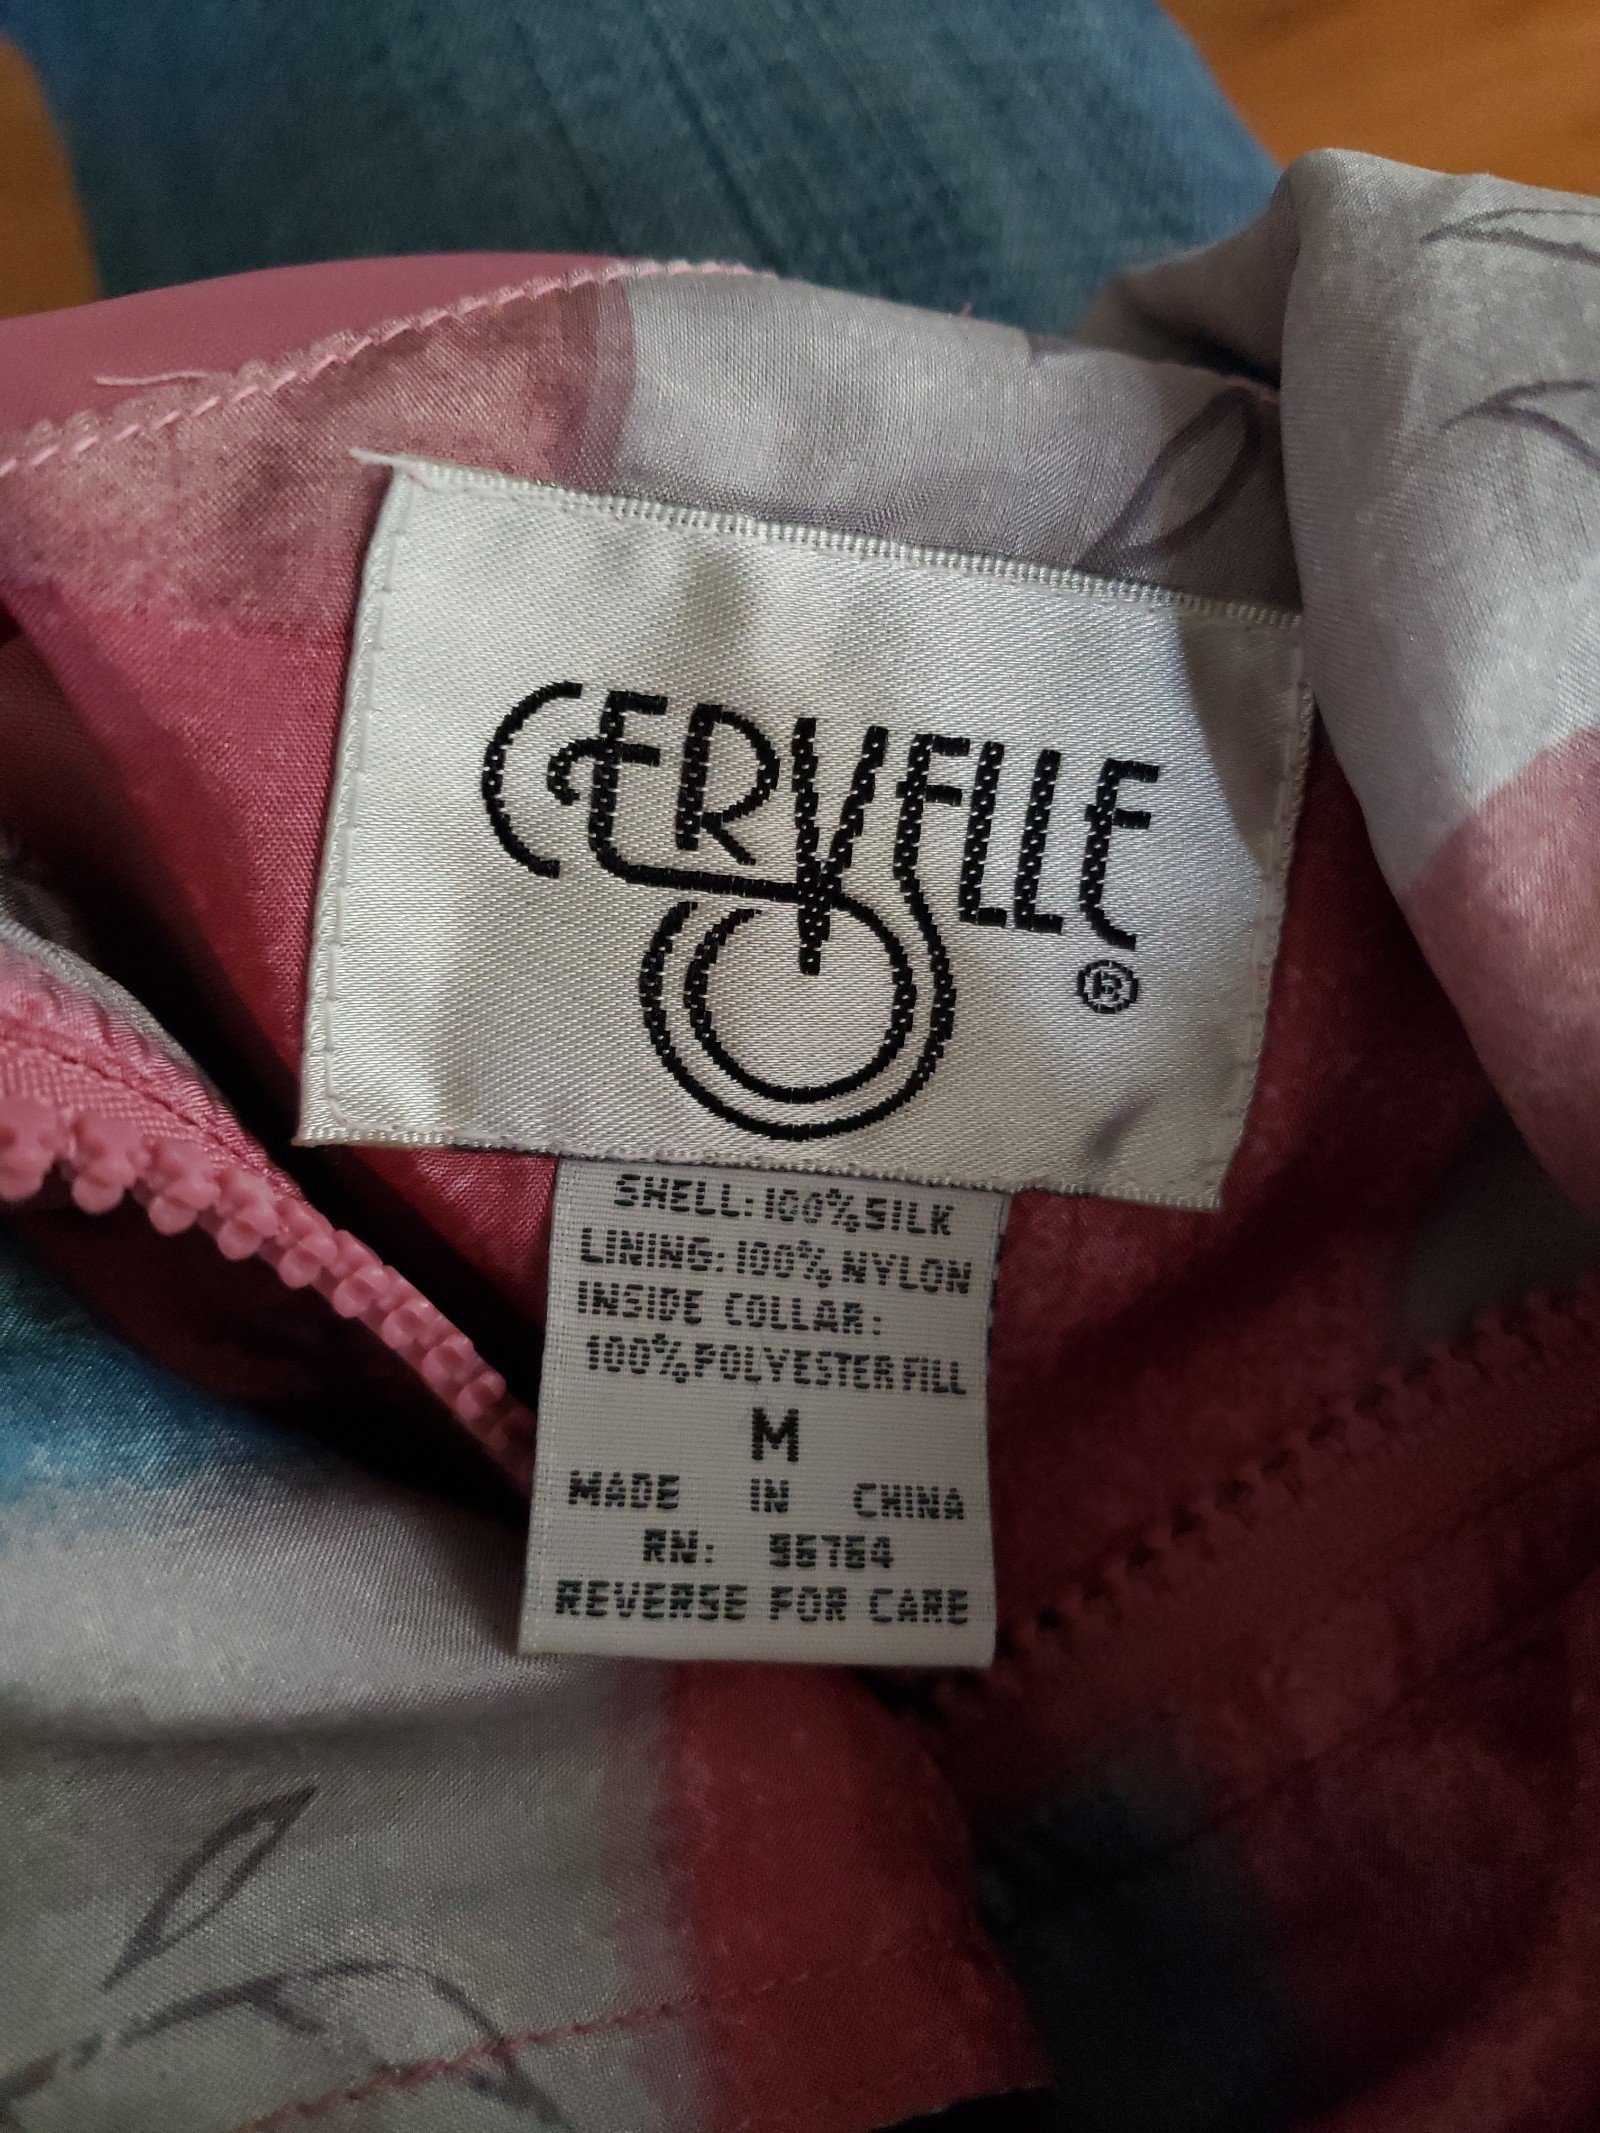 CERVELLE
®
SHELL: 100% SILK
LINING: 100% NYLON
INSIDE COLLAR:
100% POLYESTER FILL
M
MADE IN CHINA
RN:
REVERSE FOR CARE